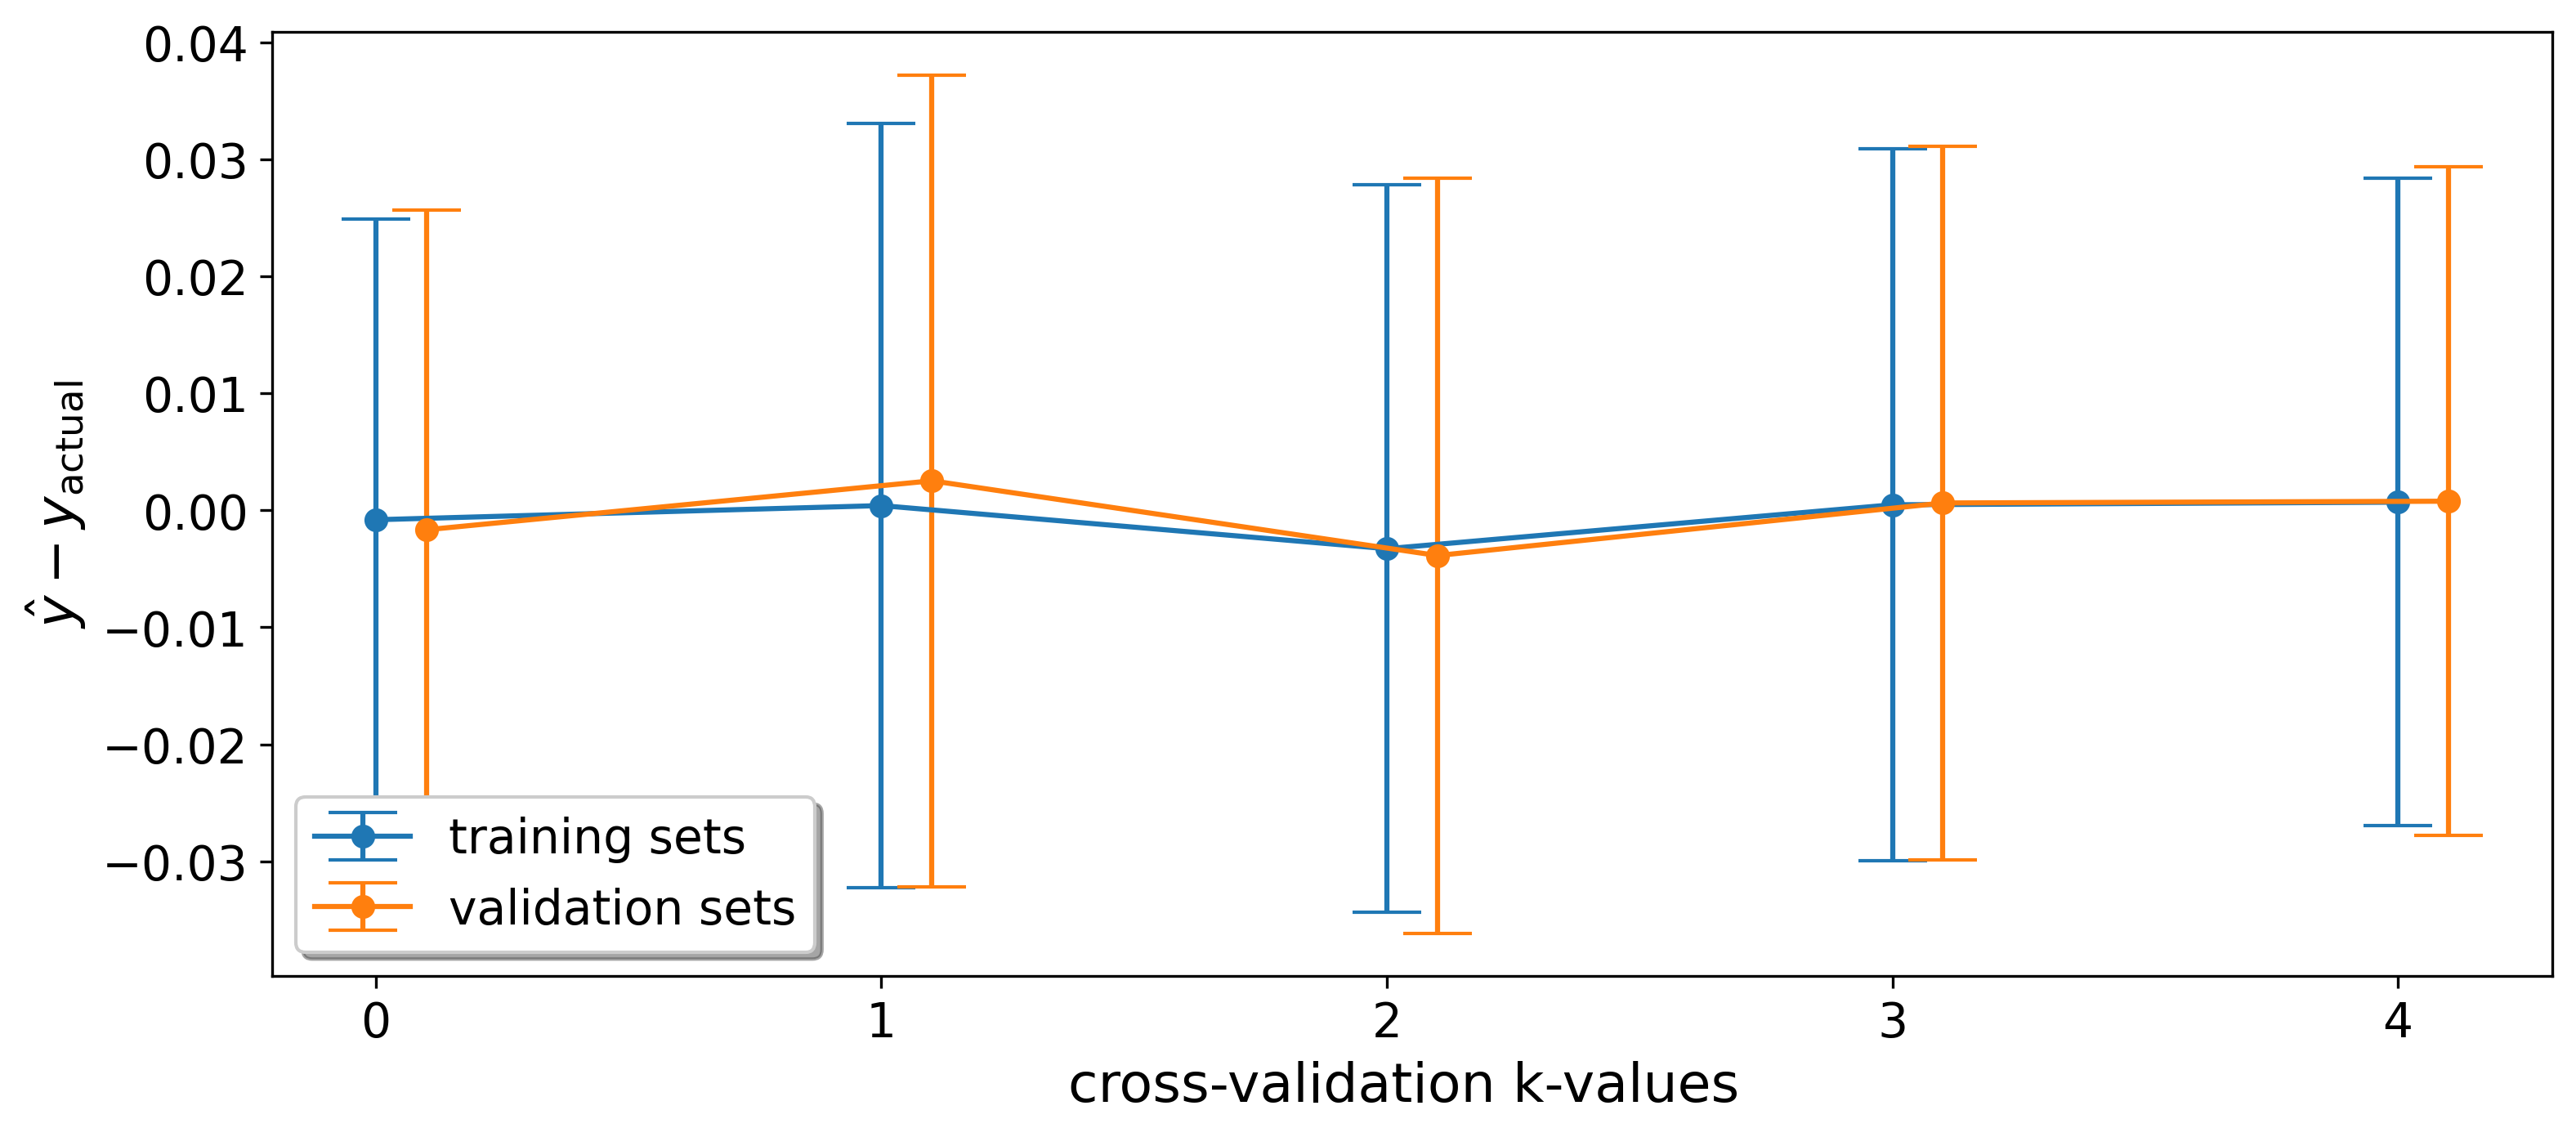 0.04
0.03
0.02
0.01
0.00
−0.01
−0.02
−0.03
ŷ − y actual
training sets
validation sets
0 1 2 3 4
cross-validation k-values